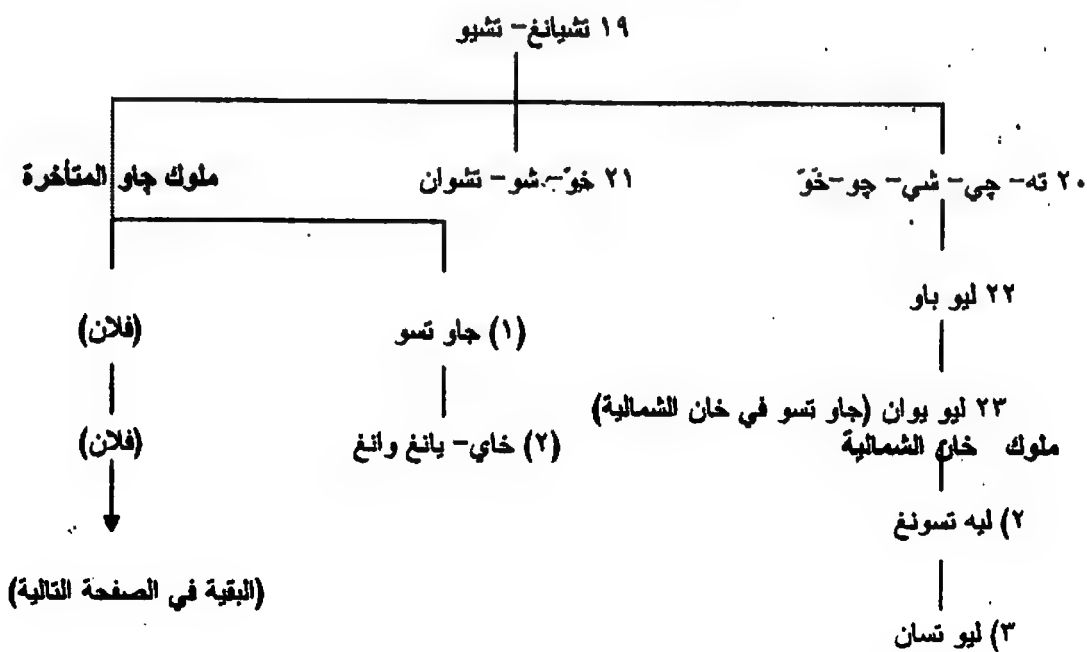 ١٩ تشيانغ- تشيو
٢٠ ته- چي- شي- چو-خوّ
٢١ خوّ- شو- تشوان
ملوك جاو المتأخرة
٢٢ ليو باو
(١) جاو تسو
(فلان)
٢٣ ليو يوان (جاو تسو في خان الشمالية)
ملوك خان الشمالية
(٢) خاي- يانغ وانغ
(فلان)
٢) ليه تسونغ
(البقية في الصفحة التالية)
٣) ليو تسان